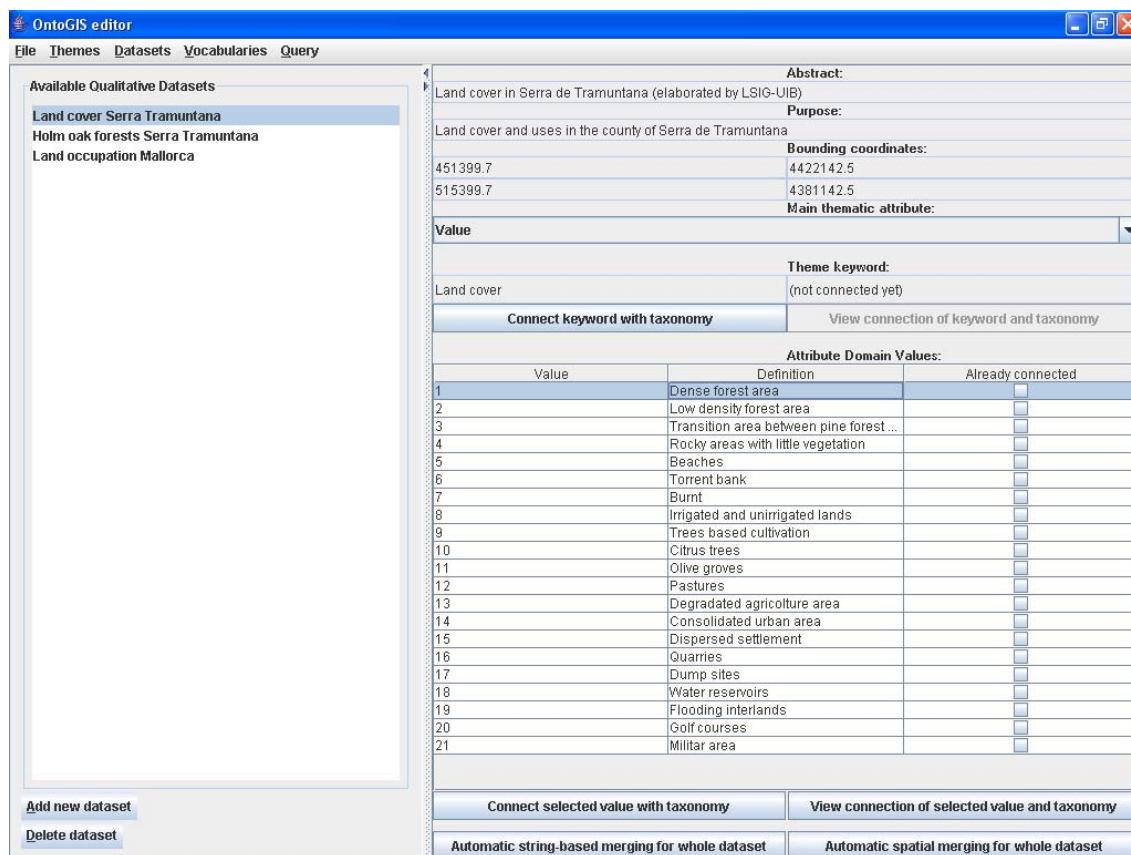 OntoGIS editor
File Themes Datasets Vocabularies Query
Available Qualitative Datasets
Land cover Serra Tramuntana
Holm oak forests Serra Tramuntana
Land occupation Mallorca
Add new dataset
Delete dataset
Abstract:
Land cover in Serra de Tramuntana (elaborated by LSIG-UIB)
Purpose:
Land cover and uses in the county of Serra de Tramuntana
Bounding coordinates:
451399.7 4422142.5
515399.7 4381142.5
Main thematic attribute:
Value
Theme keyword:
Land cover (not connected yet)
Connect keyword with taxonomy View connection of keyword and taxonomy
Attribute Domain Values:
Value Definition Already connected
1 Dense forest area
2 Low density forest area
3 Transition area between pine forest ...
4 Rocky areas with little vegetation
5 Beaches
6 Torrent bank
7 Burnt
8 Irrigated and unirrigated lands
9 Trees based cultivation
10 Citrus trees
11 Olive groves
12 Pastures
13 Degradated agricolture area
14 Consolidated urban area
15 Dispersed settlement
16 Quarries
17 Dump sites
18 Water reservoirs
19 Flooding interlands
20 Golf courses
21 Militar area
Connect selected value with taxonomy View connection of selected value and taxonomy
Automatic string-based merging for whole dataset Automatic spatial merging for whole dataset